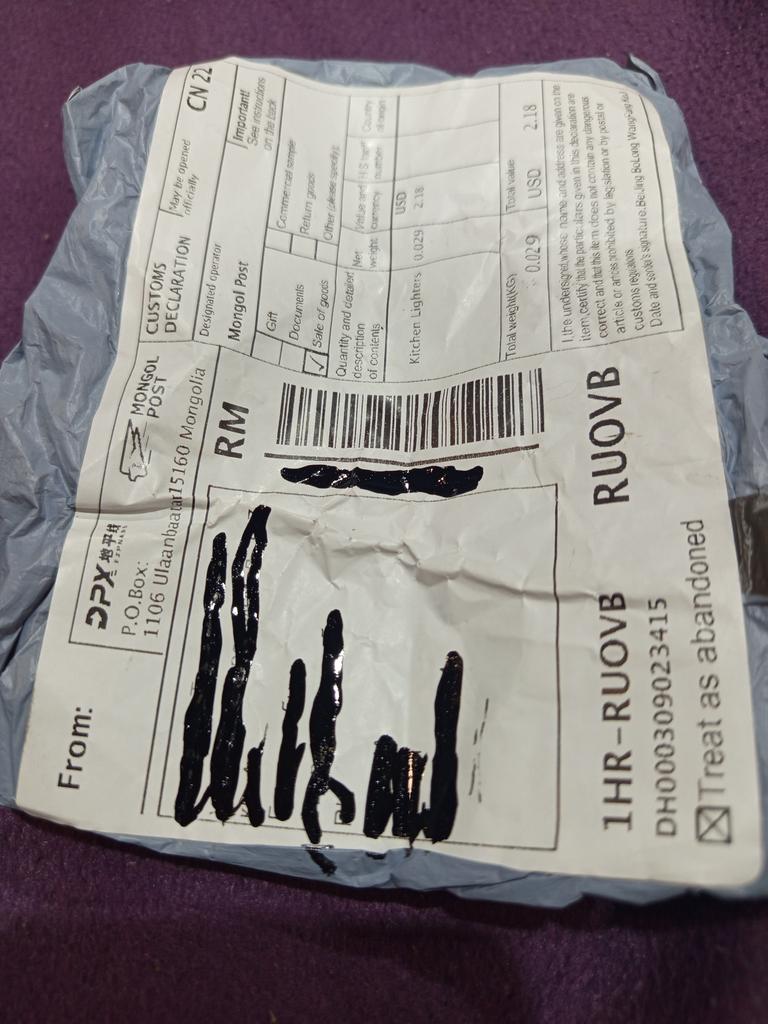 From:
DPX 地平线
MONGOL
POST
P.O.Box:
1106 Ulaanbaatar15160 Mongolia
CUSTOMS
DECLARATION
May be opened
officially
CN 22
Designated operator
Mongol Post
Important!
See instructions
on the back
Gift
Commercial sample
Documents
Return goods
✓ Sale of goods
Other (please specify):
Quantity and detailed
description
of contents
Net
weight
Value and
currency
H S tariff
number
Country
of origin
USD
Kitchen Lighters 0.029 2.18
Total weight(KG)
Total value
0.029 USD 2.18
I,the undersigned,whose name and address are given on the
item,certify that the particulars given in this declaration are
correct and that this item does not contain any dangerous
article or articles prohibited by legislation or by postal or
customs regulations
Date and sender's signature.BeiJing BoLong
RM
1HR-RUOVB RUOVB
DH000309023415
☒Treat as abandoned